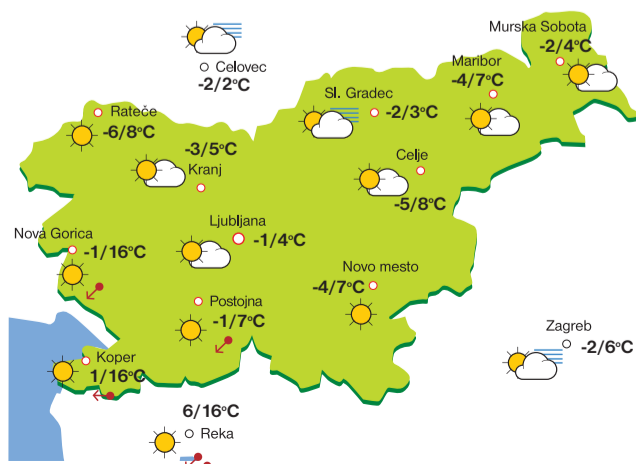 Murska Sobota
-2/4°C
Celovec
-2/2°C
Maribor
-4/7°C
Sl. Gradec
-2/3°C
Rateče
-6/8°C
-3/5°C
Kranj
Celje
-5/8°C
Ljubljana
-1/4°C
Nová Gorica
-1/16°C
Novo mesto
-4/7°C
Postojna
-1/7°C
Zagreb
-2/6°C
Koper
1/16°C
6/16°C
Reka